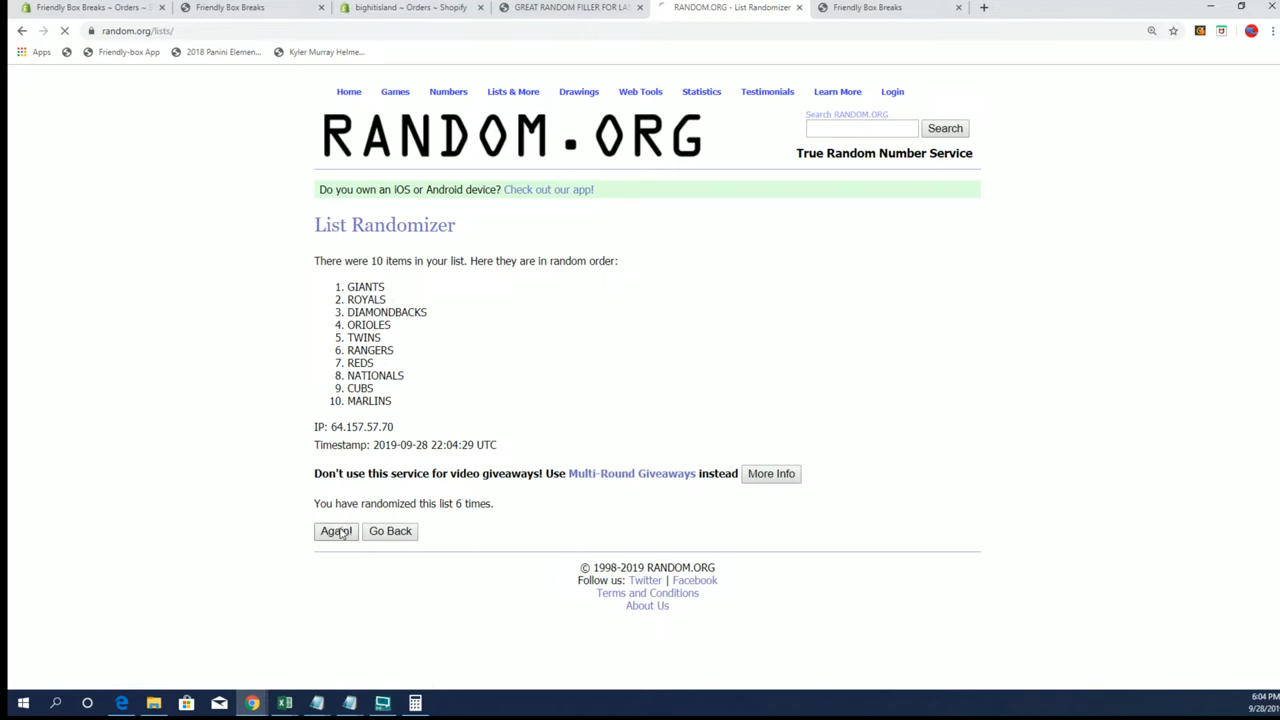 Friendly Box Breaks ~ Orders ~ S
Friendly Box Breaks
bighitisland ~ Orders ~ Shopify
GREAT RANDOM FILLER FOR LAS
RANDOM.ORG - List Randomizer
Friendly Box Breaks
random.org/lists/
Apps
Friendly-box App
2018 Panini Elemen...
Kyler Murray Helme...
Home
Games
Numbers
Lists & More
Drawings
Web Tools
Statistics
Testimonials
Learn More
Login
RANDOM.ORG
Search RANDOM.ORG
Search
True Random Number Service
Do you own an iOS or Android device? Check out our app!
List Randomizer
There were 10 items in your list. Here they are in random order:
1. GIANTS
2. ROYALS
3. DIAMONDBACKS
4. ORIOLES
5. TWINS
6. RANGERS
7. REDS
8. NATIONALS
9. CUBS
10. MARLINS
IP: 64.157.57.70
Timestamp: 2019-09-28 22:04:29 UTC
Don't use this service for video giveaways! Use Multi-Round Giveaways instead
More Info
You have randomized this list 6 times.
Again!
Go Back
© 1998-2019 RANDOM.ORG
Follow us: Twitter | Facebook
Terms and Conditions
About Us
6:04 PM
9/28/201